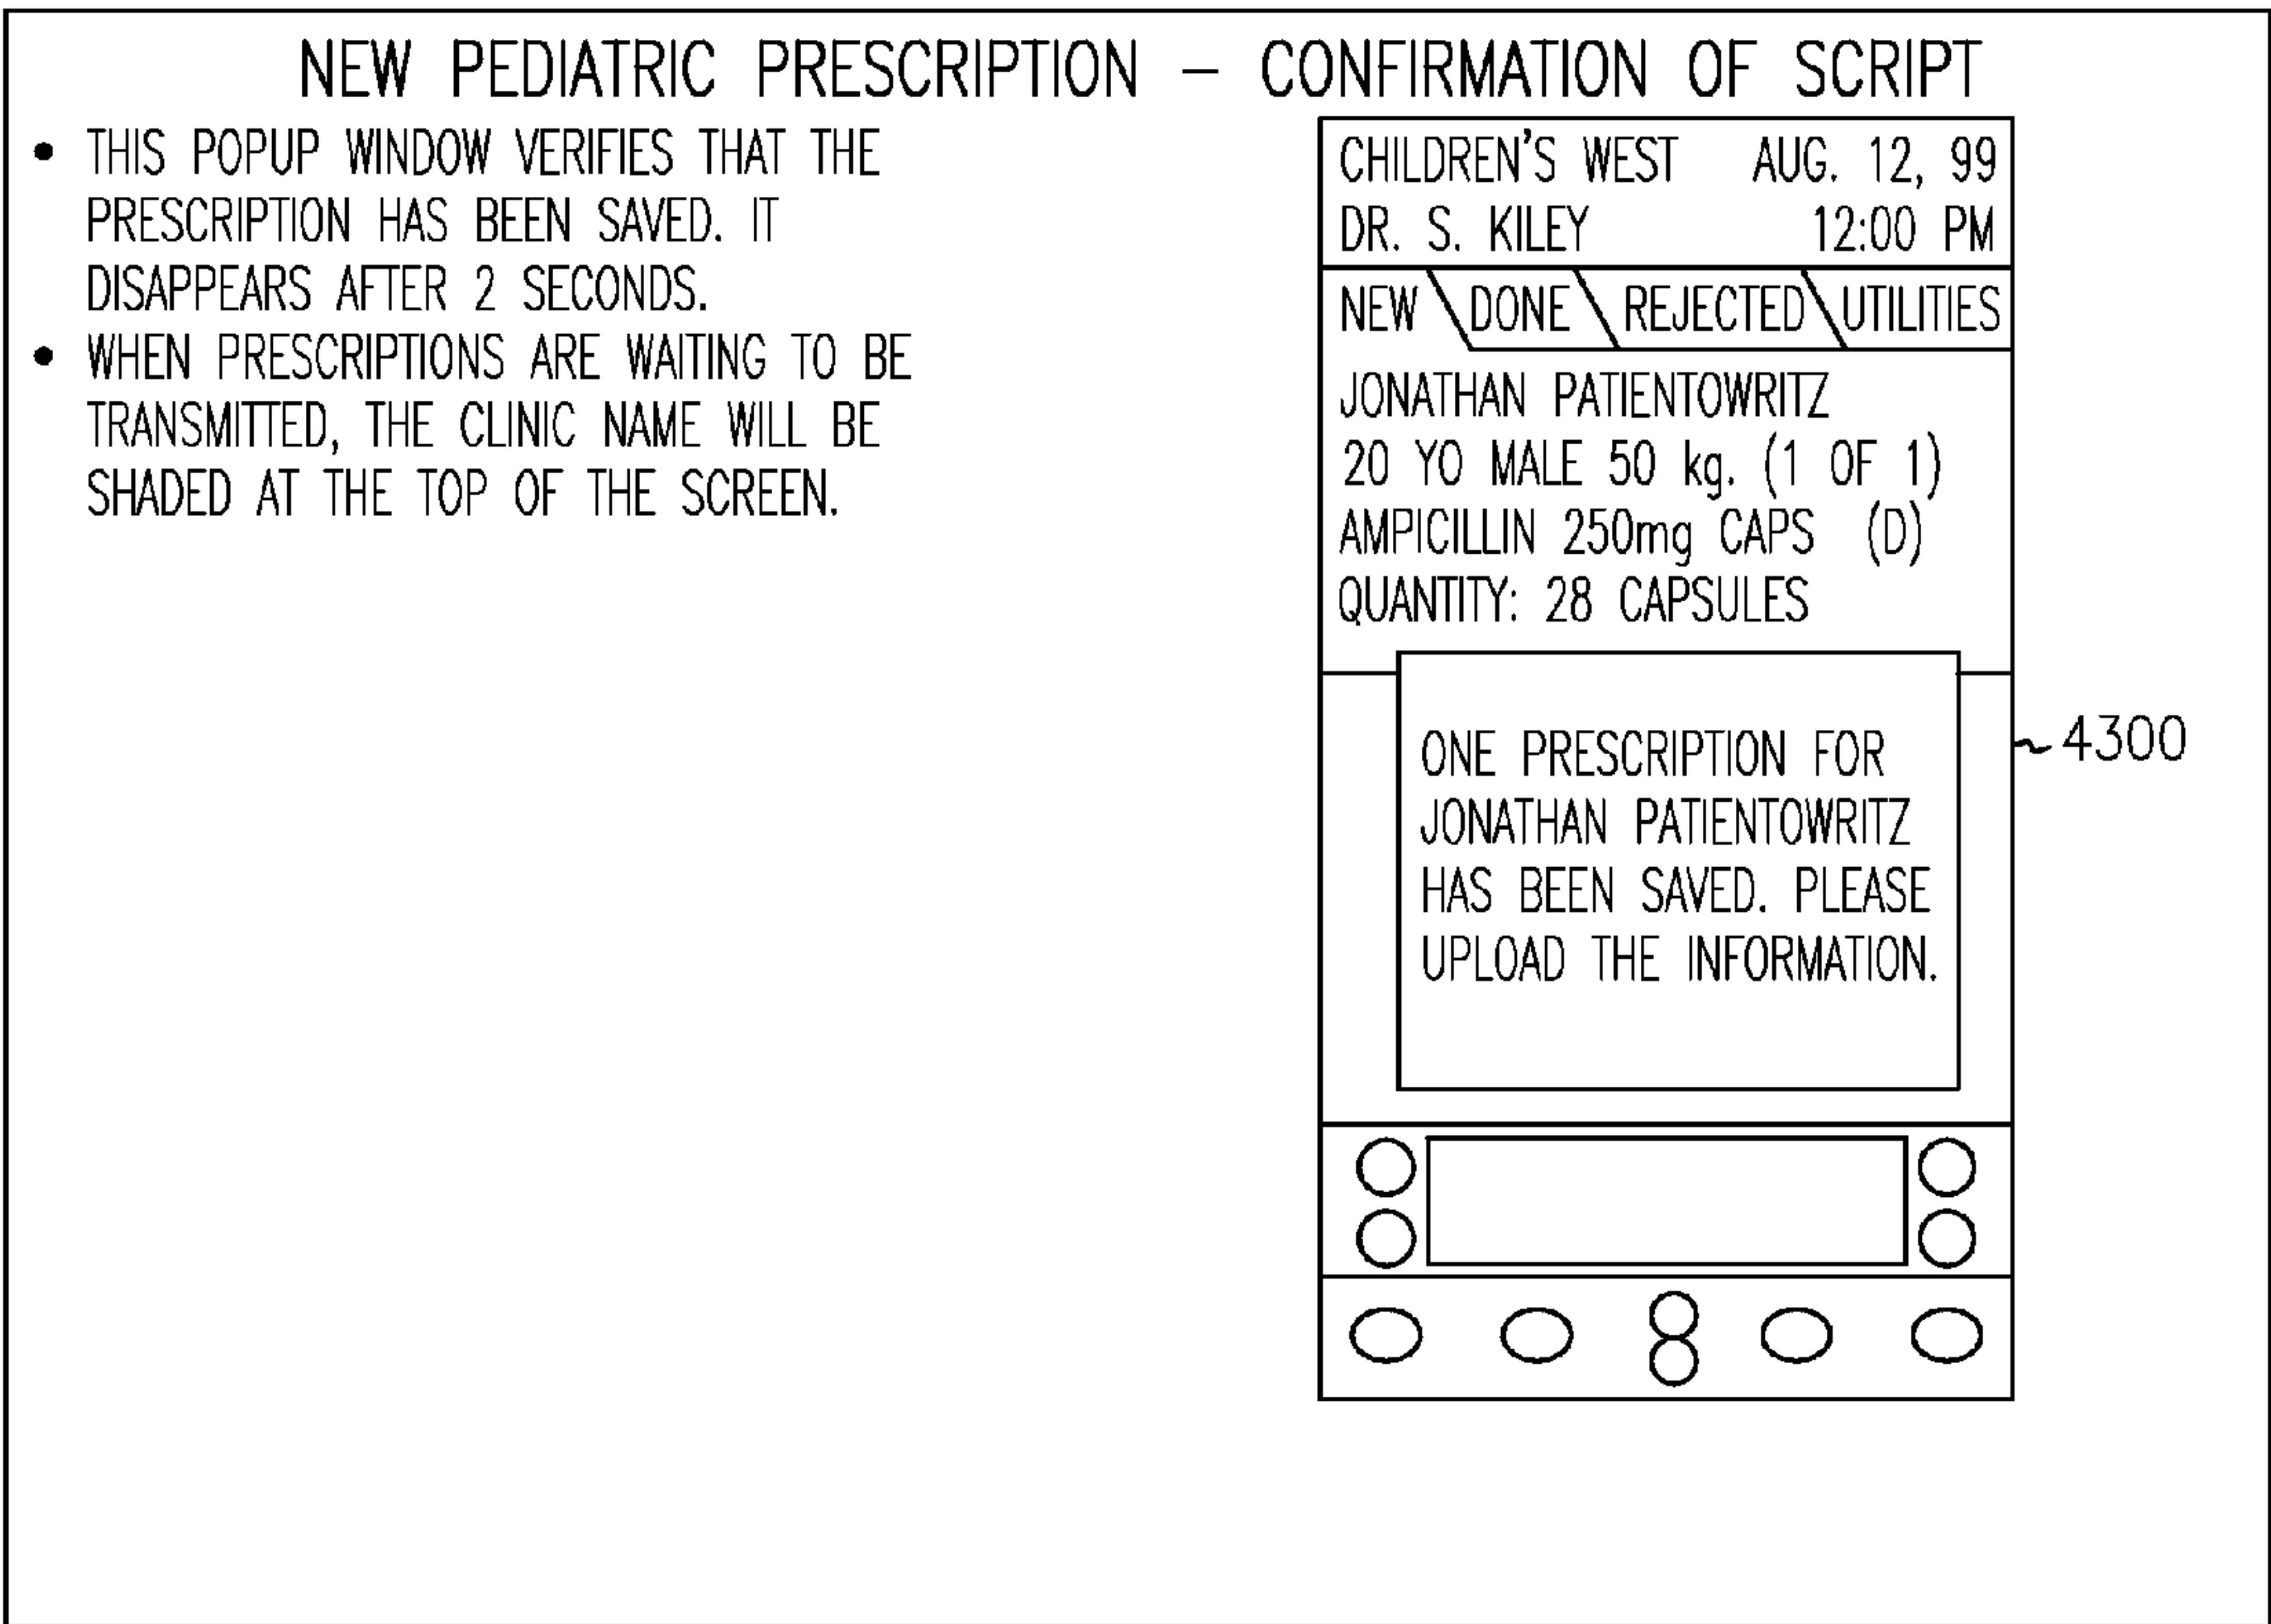 NEW PEDIATRIC PRESCRIPTION – CONFIRMATION OF SCRIPT
• THIS POPUP WINDOW VERIFIES THAT THE
PRESCRIPTION HAS BEEN SAVED. IT
DISAPPEARS AFTER 2 SECONDS.
• WHEN PRESCRIPTIONS ARE WAITING TO BE
TRANSMITTED, THE CLINIC NAME WILL BE
SHADED AT THE TOP OF THE SCREEN.
CHILDREN'S WEST AUG. 12, 99
DR. S. KILEY 12:00 PM
NEW DONE REJECTED UTILITIES
JONATHAN PATIENTOWRITZ
20 YO MALE 50 kg. (1 OF 1)
AMPICILLIN 250mg CAPS (D)
QUANTITY: 28 CAPSULES
ONE PRESCRIPTION FOR
JONATHAN PATIENTOWRITZ
HAS BEEN SAVED. PLEASE
UPLOAD THE INFORMATION.
4300